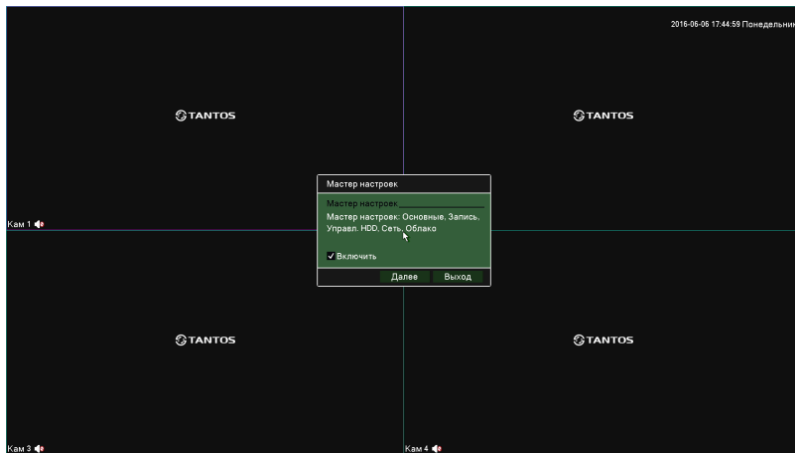 2016-06-06 17:44:59 Понедельник
TANTOS
TANTOS
Мастер настроек
Мастер настроек
Мастер настроек: Основные, Запись,
Управл. HDD, Сеть, Облако
Включить
Далее Выход
Кам 1
TANTOS
TANTOS
Кам 3
Кам 4